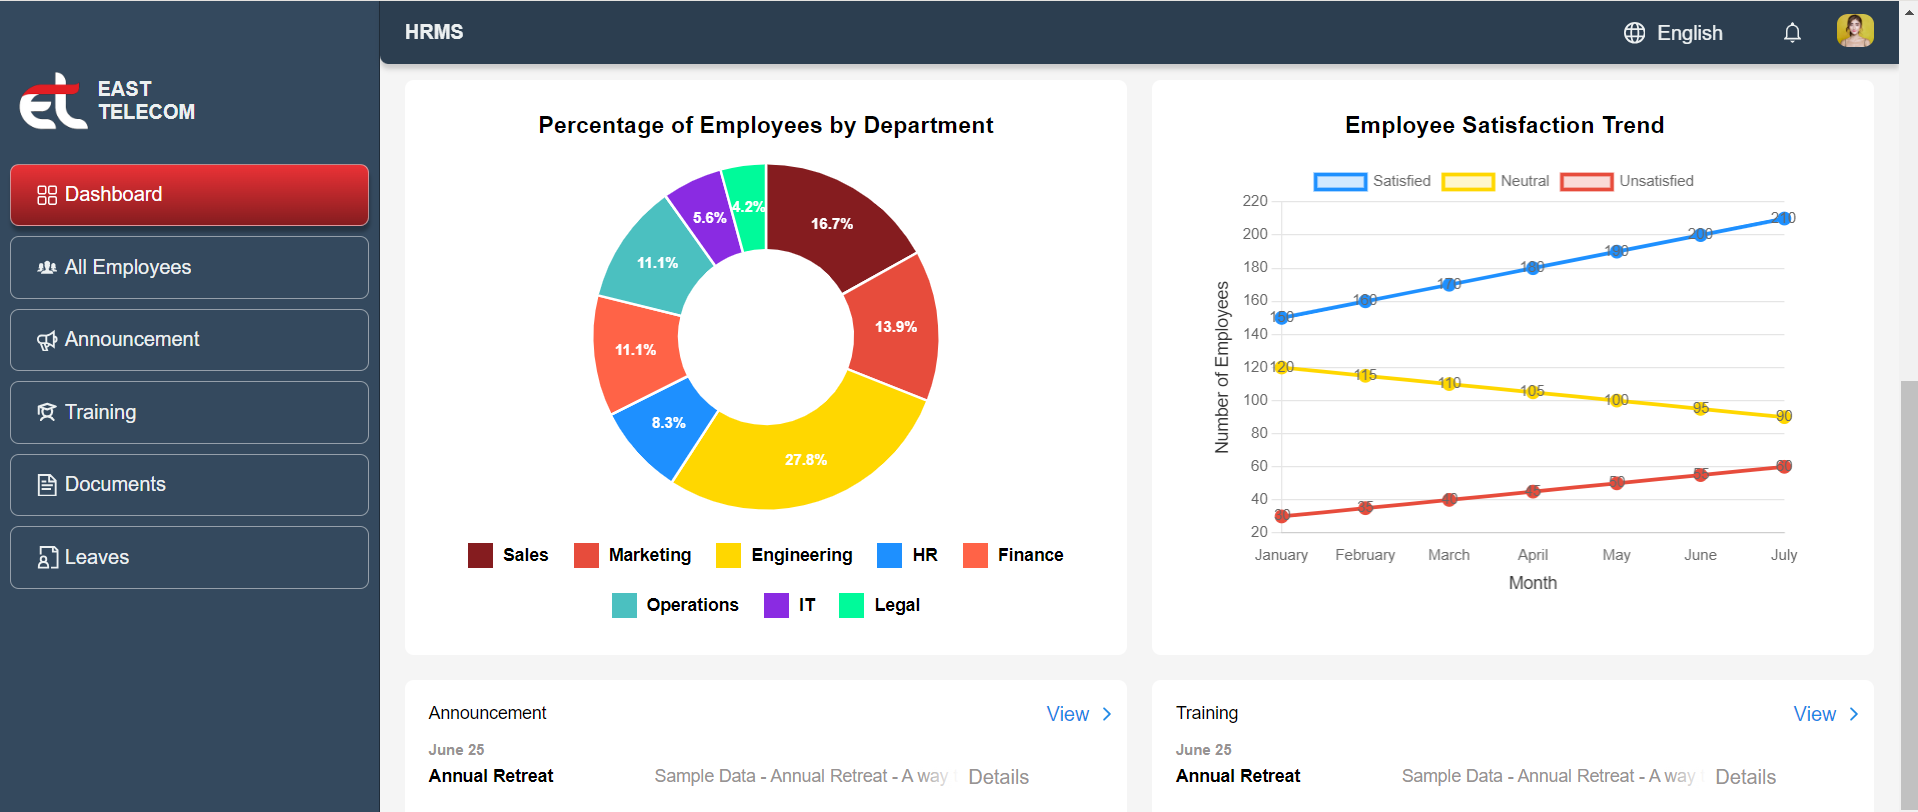 HRMS
English
EAST
TELECOM
Dashboard
All Employees
Announcement
Training
Documents
Leaves
Percentage of Employees by Department
4.2%
16.7%
5.6%
11.1%
13.9%
11.1%
8.3%
27.8%
Sales Marketing Engineering HR Finance
Operations IT Legal
Employee Satisfaction Trend
Satisfied Neutral Unsatisfied
220
200
180
160
140
120
100
80
60
40
20
Number of Employees
150 160 170 180 190 200 210
120 115 110 105 100 95 90
30 35 40 45 50 55 60
January February March April May June July
Month
Announcement View
June 25
Annual Retreat Sample Data - Annual Retreat - A way Details
Training View
June 25
Annual Retreat Sample Data - Annual Retreat - A way Details